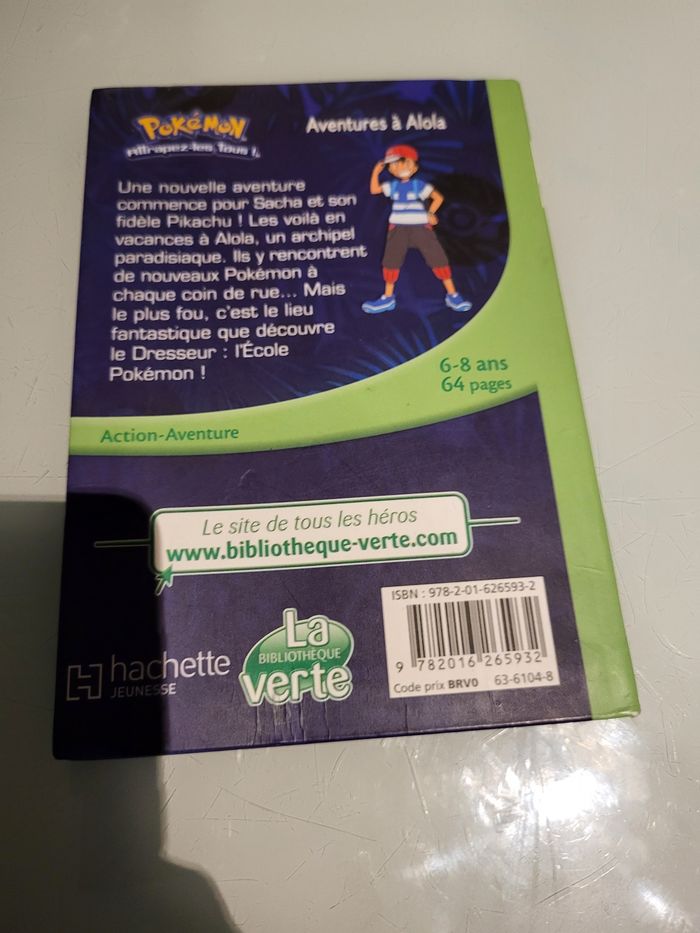 POKéMON
Attrapez-les Tous !
Aventures à Alola
Une nouvelle aventure
commence pour Sacha et son
fidèle Pikachu ! Les voilà en
vacances à Alola, un archipel
paradisiaque. Ils y rencontrent
de nouveaux Pokémon à
chaque coin de rue... Mais
le plus fou, c'est le lieu
fantastique que découvre
le Dresseur : l'École
Pokémon !
6-8 ans
64 pages
Action-Aventure
Le site de tous les héros
www.bibliotheque-verte.com
hachette
JEUNESSE
La
BIBLIOTHÈQUE
verte
ISBN : 978-2-01-626593-2
9 782016 265932
Code prix BRV0 63-6104-8